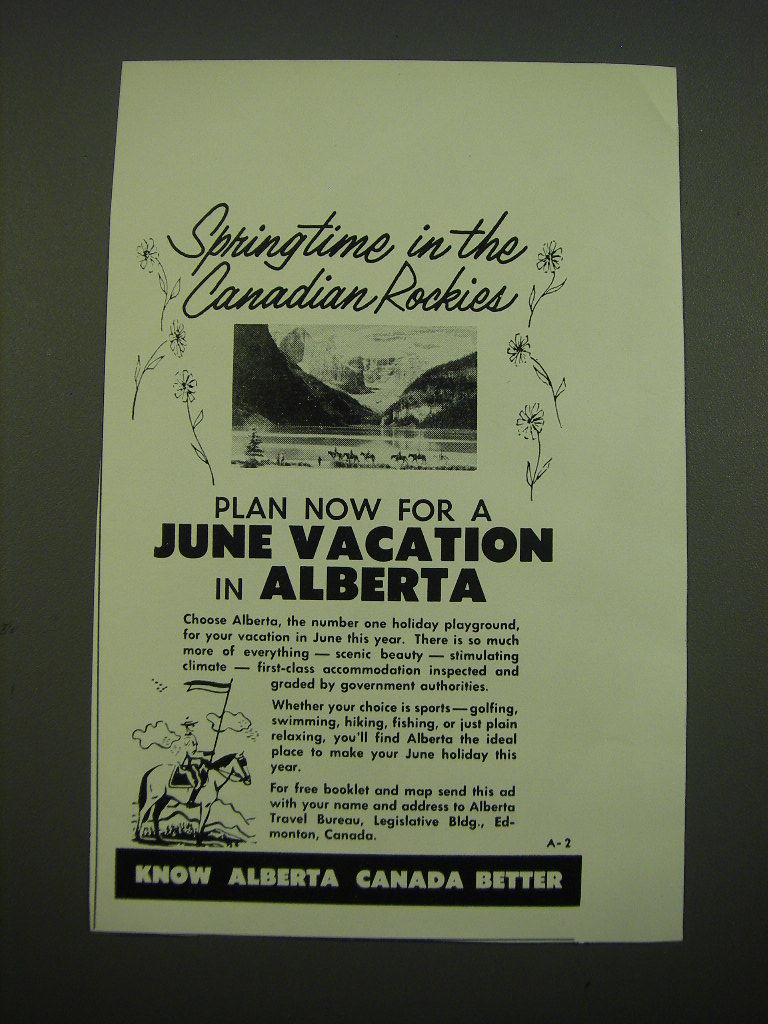 Springtime in the
Canadian Rockies
PLAN NOW FOR A
JUNE VACATION
IN ALBERTA
Choose Alberta, the number one holiday playground,
for your vacation in June this year. There is so much
more of everything — scenic beauty — stimulating
climate — first-class accommodation inspected and
graded by government authorities.
Whether your choice is sports—golfing,
swimming, hiking, fishing, or just plain
relaxing, you'll find Alberta the ideal
place to make your June holiday this
year.
For free booklet and map send this ad
with your name and address to Alberta
Travel Bureau, Legislative Bldg., Ed-
monton, Canada.
A-2
KNOW ALBERTA CANADA BETTER